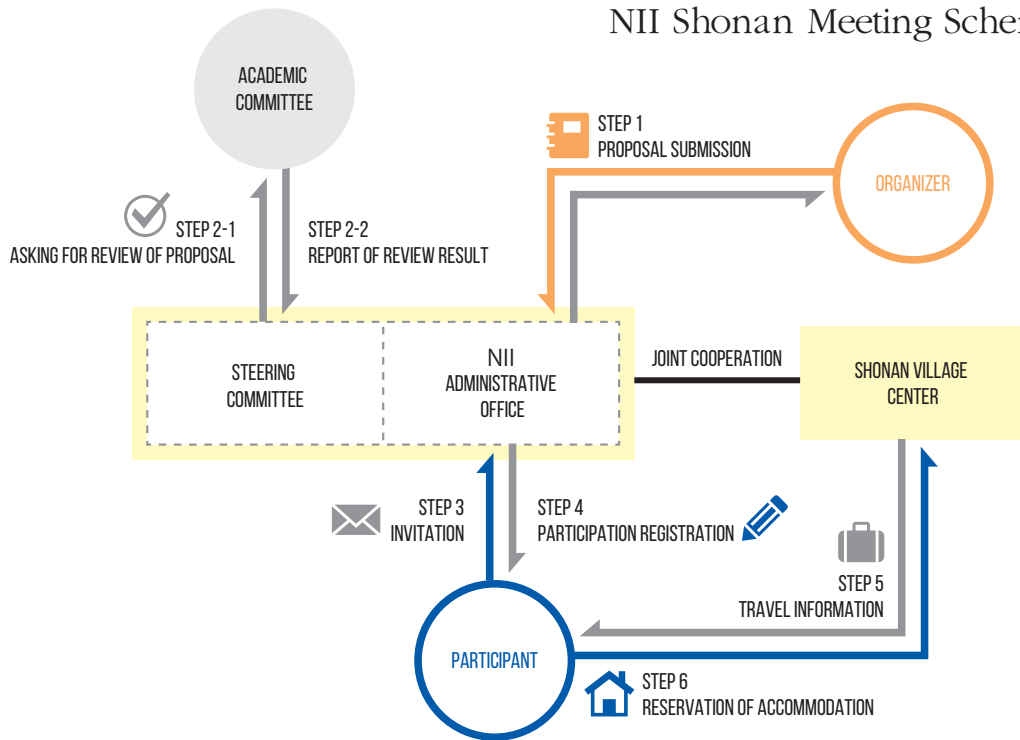 NII Shonan Meeting Sche
ACADEMIC
COMMITTEE
STEP 1
PROPOSAL SUBMISSION
ORGANIZER
STEP 2-1
ASKING FOR REVIEW OF PROPOSAL
STEP 2-2
REPORT OF REVIEW RESULT
STEERING
COMMITTEE
NII
ADMINISTRATIVE
OFFICE
JOINT COOPERATION
SHONAN VILLAGE
CENTER
STEP 3
INVITATION
STEP 4
PARTICIPATION REGISTRATION
STEP 5
TRAVEL INFORMATION
PARTICIPANT
STEP 6
RESERVATION OF ACCOMMODATION